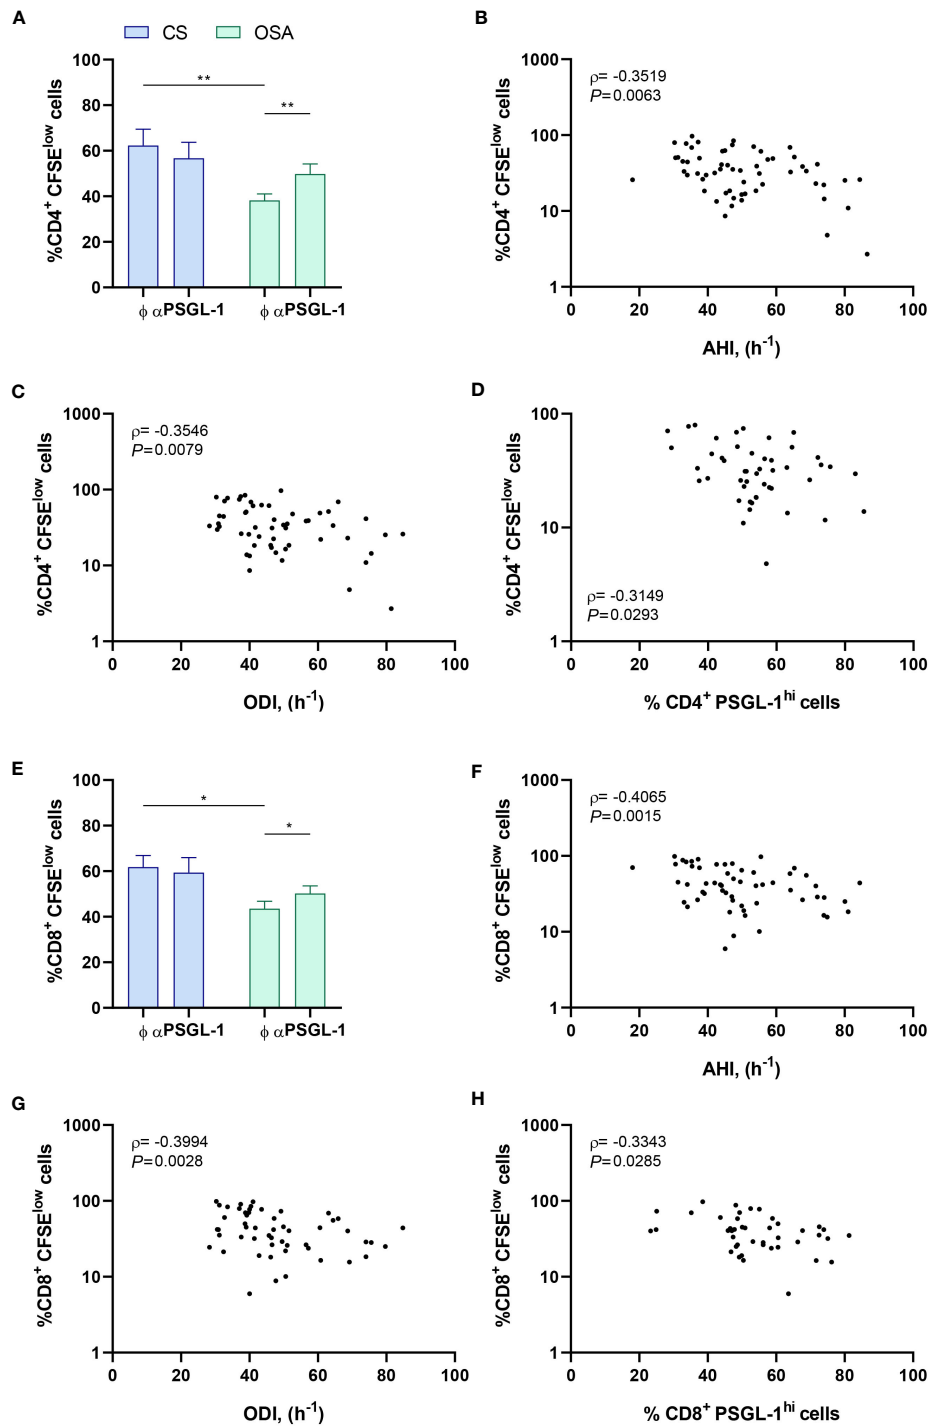 A
CS OSA
%CD4+ CFSElow cells
100
80
60
40
20
0
**
**
ϕ αPSGL-1 ϕ αPSGL-1
B
%CD4+ CFSElow cells
1000
100
10
1
ρ= -0.3519
P=0.0063
0 20 40 60 80 100
AHI, (h-1)
C
%CD4+ CFSElow cells
1000
100
10
1
ρ= -0.3546
P=0.0079
0 20 40 60 80 100
ODI, (h-1)
D
%CD4+ CFSElow cells
100
10
1
ρ= -0.3149
P=0.0293
0 20 40 60 80 100
% CD4+ PSGL-1hi cells
E
%CD8+ CFSElow cells
100
80
60
40
20
0
*
*
ϕ αPSGL-1 ϕ αPSGL-1
F
%CD8+ CFSElow cells
1000
100
10
1
ρ= -0.4065
P=0.0015
0 20 40 60 80 100
AHI, (h-1)
G
%CD8+ CFSElow cells
1000
100
10
1
ρ= -0.3994
P=0.0028
0 20 40 60 80 100
ODI, (h-1)
H
%CD8+ CFSElow cells
1000
100
10
1
ρ= -0.3343
P=0.0285
0 20 40 60 80 100
% CD8+ PSGL-1hi cells